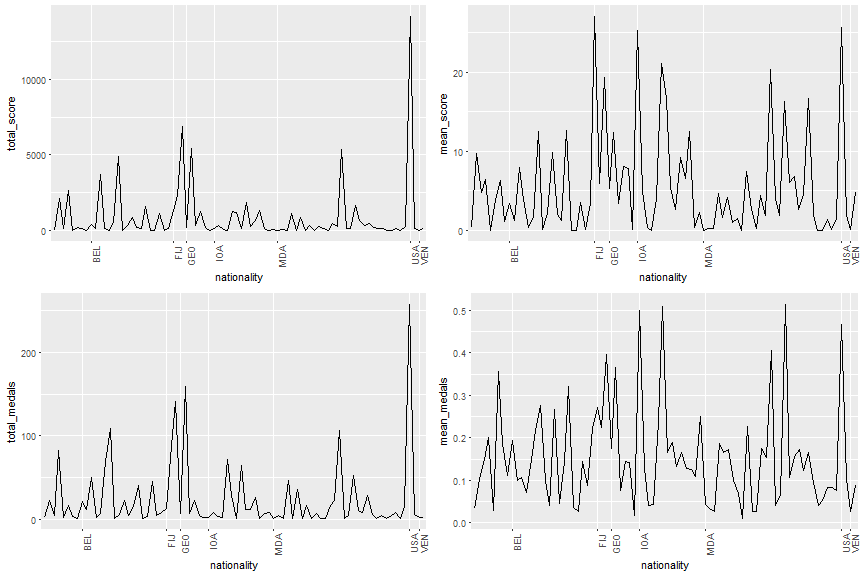 total_score
10000
5000
0
BEL
FIJ
GEO
IOA
MDA
USA
VEN
nationality
mean_score
20
10
0
BEL
FIJ
GEO
IOA
MDA
USA
VEN
nationality
total_medals
200
100
0
BEL
FIJ
GEO
IOA
MDA
USA
VEN
nationality
mean_medals
0.5
0.4
0.3
0.2
0.1
0.0
BEL
FIJ
GEO
IOA
MDA
USA
VEN
nationality